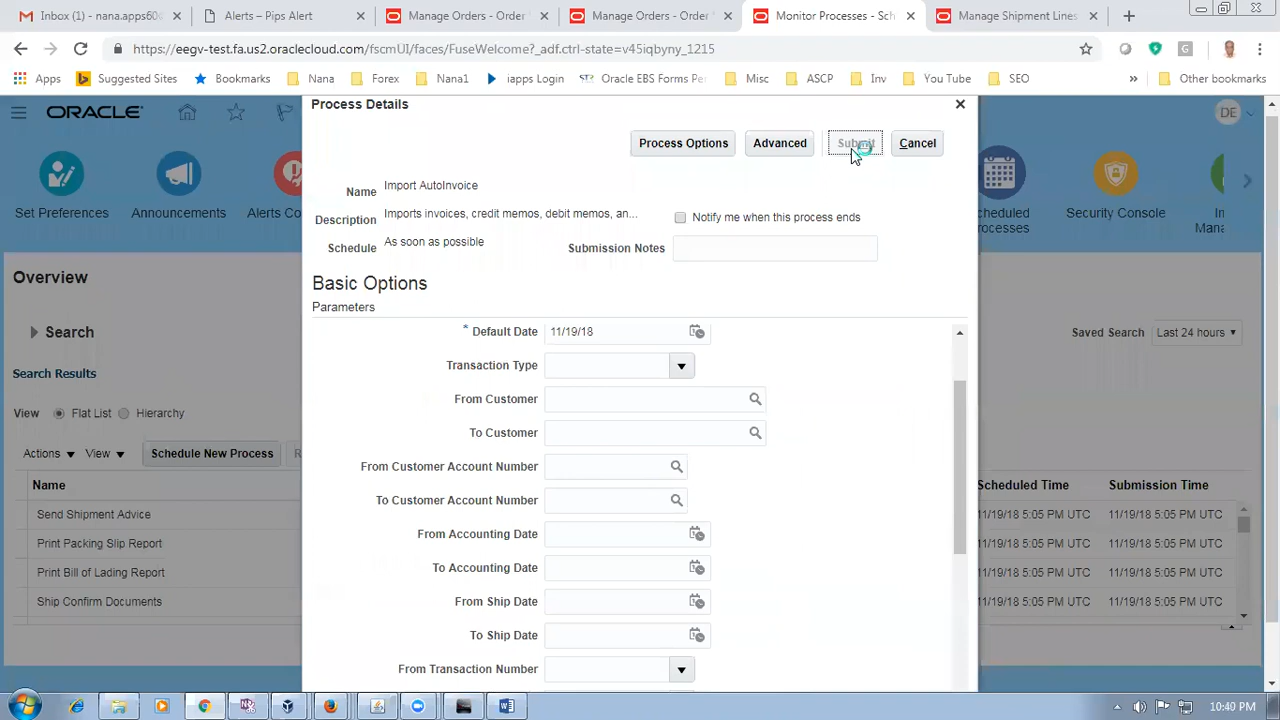 Inbox (41) - nana.apps60@
Alerts – Pips Alert
Manage Orders - Order
Manage Orders - Order
Monitor Processes - Sch
Manage Shipment Lines
https://eegv-test.fa.us2.oraclecloud.com/fscmUI/faces/FuseWelcome?_adf.ctrl-state=v45iqbyny_1215
Apps
Suggested Sites
Bookmarks
Nana
Forex
Nana1
iapps Login
Oracle EBS Forms Per
Misc
ASCP
Inv
You Tube
SEO
»
Other bookmarks
ORACLE
DE
Set Preferences
Announcements
Alerts Co
Scheduled
Processes
Security Console
In
Mana
Process Details
Process Options
Advanced
Submit
Cancel
Name Import AutoInvoice
Description Imports invoices, credit memos, debit memos, an...
Notify me when this process ends
Schedule As soon as possible
Submission Notes
Basic Options
Parameters
* Default Date 11/19/18
Transaction Type
From Customer
To Customer
From Customer Account Number
To Customer Account Number
From Accounting Date
To Accounting Date
From Ship Date
To Ship Date
From Transaction Number
Overview
Search
Saved Search Last 24 hours
Search Results
View Flat List Hierarchy
Actions View Schedule New Process R
Name Scheduled Time Submission Time
Send Shipment Advice 11/19/18 5:05 PM UTC 11/19/18 5:05 PM UTC
Print Packing Slip Report 11/19/18 5:05 PM UTC 11/19/18 5:05 PM UTC
Print Bill of Lading Report 11/19/18 5:05 PM UTC 11/19/18 5:05 PM UTC
Ship Confirm Documents 11/19/18 5:05 PM UTC 11/19/18 5:05 PM UTC
10:40 PM